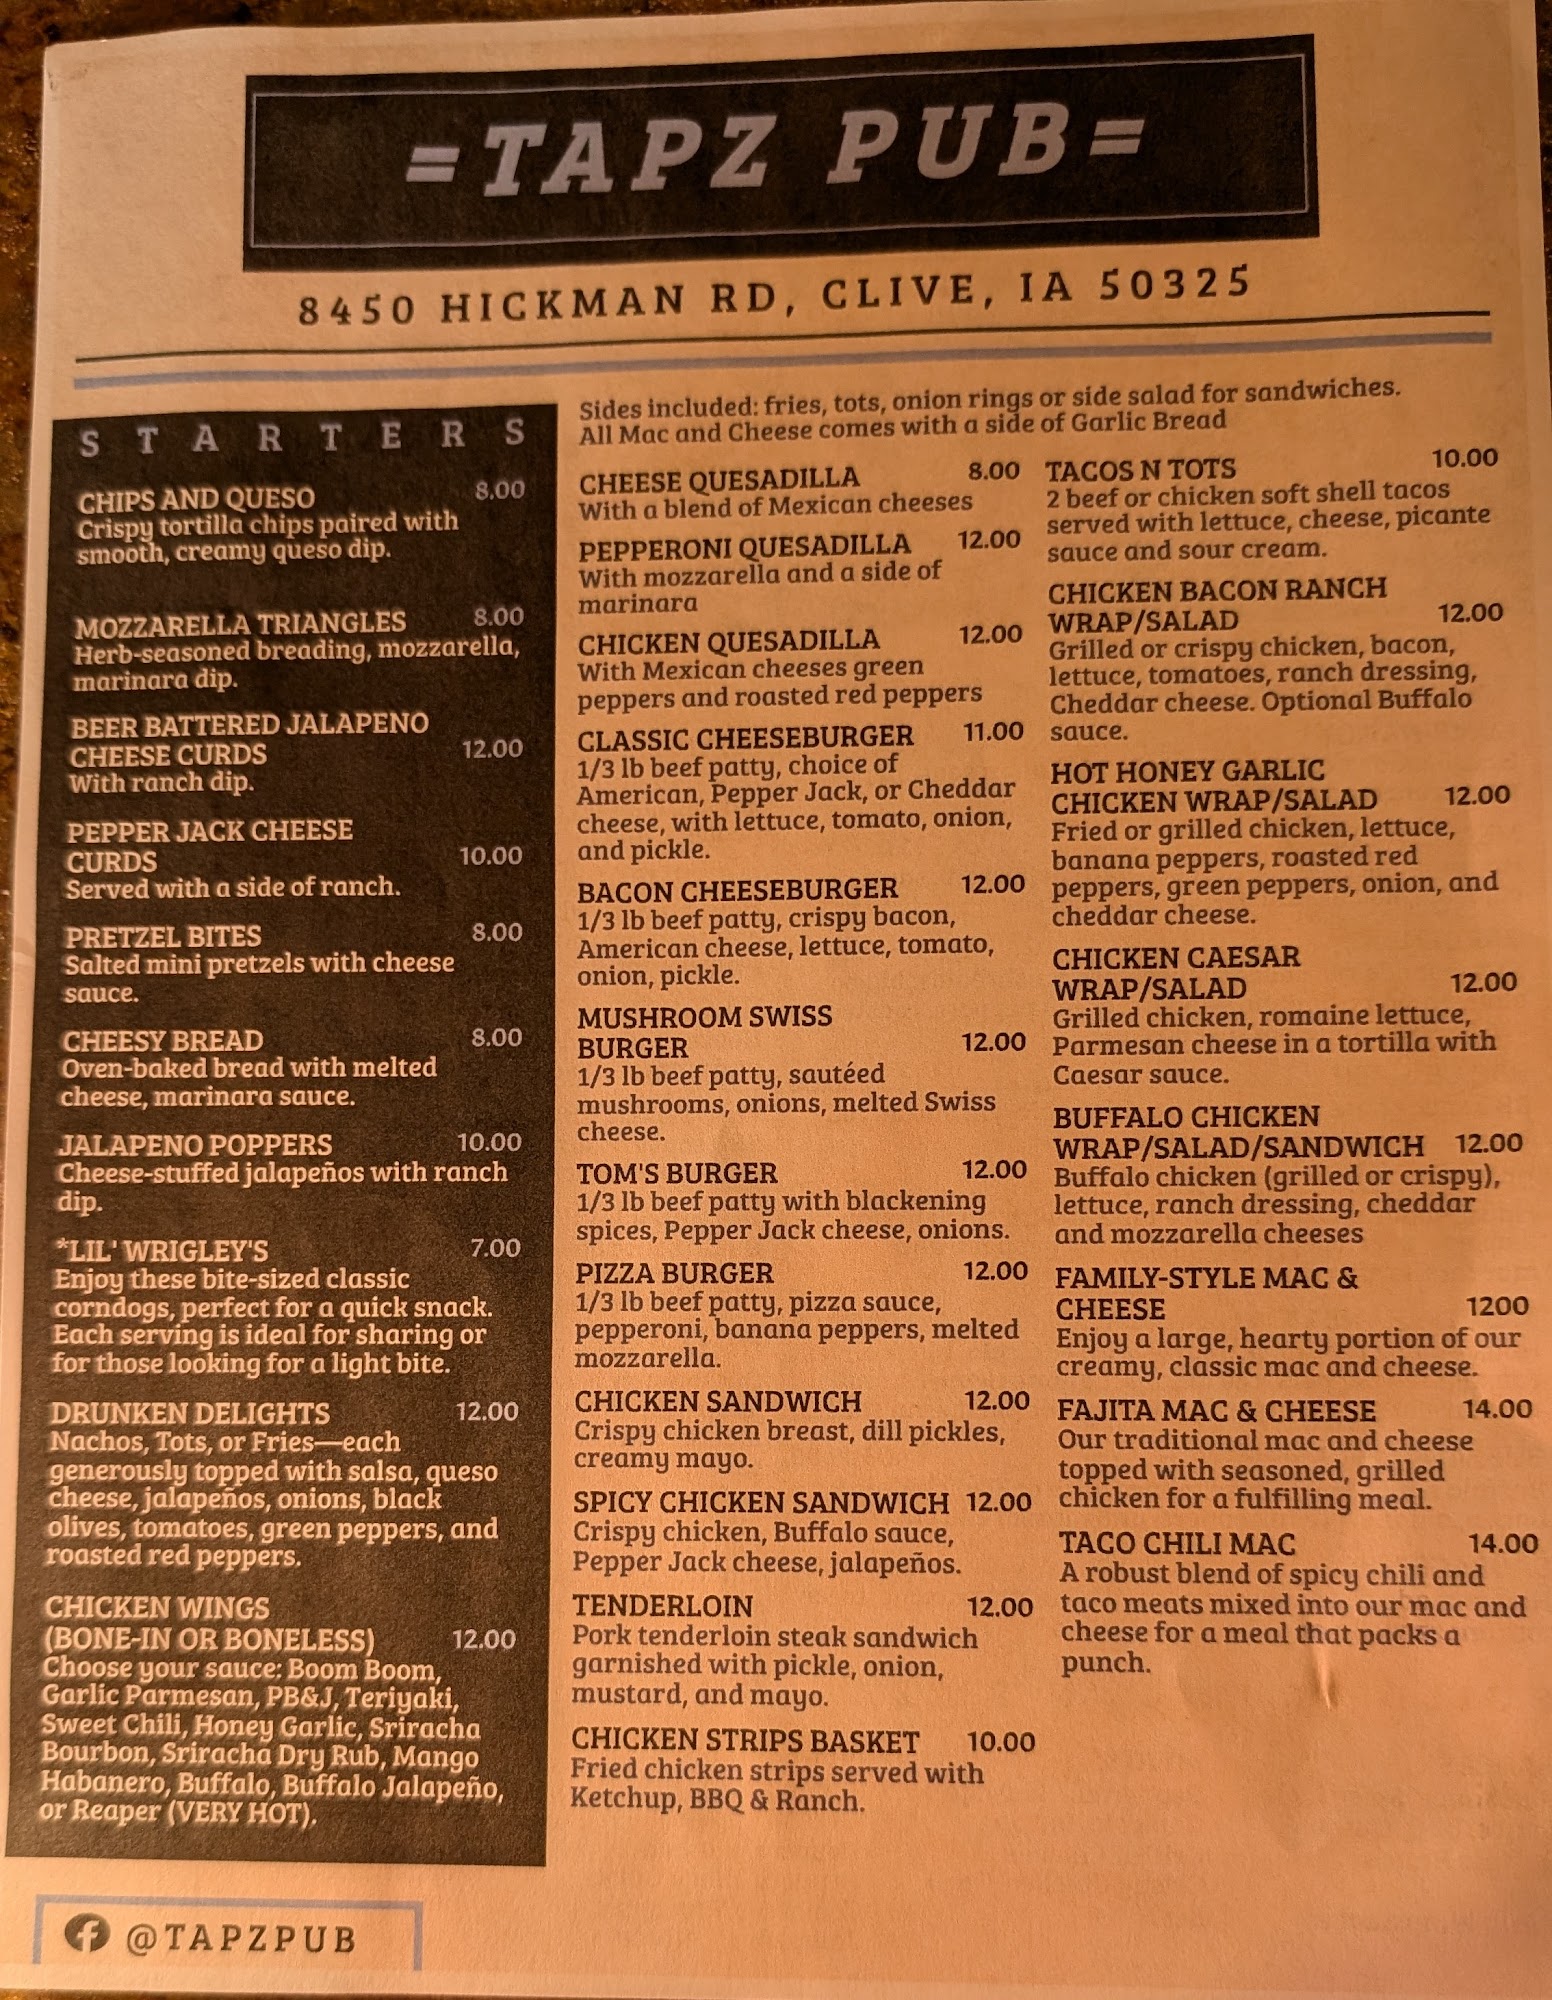 =TAPZ PUB=
8450 HICKMAN RD, CLIVE, IA 50325
STARTERS
CHIPS AND QUESO 8.00
Crispy tortilla chips paired with
smooth, creamy queso dip.
MOZZARELLA TRIANGLES 8.00
Herb-seasoned breading, mozzarella,
marinara dip.
BEER BATTERED JALAPENO
CHEESE CURDS 12.00
With ranch dip.
PEPPER JACK CHEESE
CURDS 10.00
Served with a side of ranch.
PRETZEL BITES 8.00
Salted mini pretzels with cheese
sauce.
CHEESY BREAD 8.00
Oven-baked bread with melted
cheese, marinara sauce.
JALAPENO POPPERS 10.00
Cheese-stuffed jalapeños with ranch
dip.
*LIL' WRIGLEY'S 7.00
Enjoy these bite-sized classic
corndogs, perfect for a quick snack.
Each serving is ideal for sharing or
for those looking for a light bite.
DRUNKEN DELIGHTS 12.00
Nachos, Tots, or Fries—each
generously topped with salsa, queso
cheese, jalapeños, onions, black
olives, tomatoes, green peppers, and
roasted red peppers.
CHICKEN WINGS
(BONE-IN OR BONELESS) 12.00
Choose your sauce: Boom Boom,
Garlic Parmesan, PB&J, Teriyaki,
Sweet Chili, Honey Garlic, Sriracha
Bourbon, Sriracha Dry Rub, Mango
Habanero, Buffalo, Buffalo Jalapeño,
or Reaper (VERY HOT).
@TAPZPUB
Sides included: fries, tots, onion rings or side salad for sandwiches.
All Mac and Cheese comes with a side of Garlic Bread
CHEESE QUESADILLA 8.00
With a blend of Mexican cheeses
PEPPERONI QUESADILLA 12.00
With mozzarella and a side of
marinara
CHICKEN QUESADILLA 12.00
With Mexican cheeses green
peppers and roasted red peppers
CLASSIC CHEESEBURGER 11.00
1/3 lb beef patty, choice of
American, Pepper Jack, or Cheddar
cheese, with lettuce, tomato, onion,
and pickle.
BACON CHEESEBURGER 12.00
1/3 lb beef patty, crispy bacon,
American cheese, lettuce, tomato,
onion, pickle.
MUSHROOM SWISS
BURGER 12.00
1/3 lb beef patty, sautéed
mushrooms, onions, melted Swiss
cheese.
TOM'S BURGER 12.00
1/3 lb beef patty with blackening
spices, Pepper Jack cheese, onions.
PIZZA BURGER 12.00
1/3 lb beef patty, pizza sauce,
pepperoni, banana peppers, melted
mozzarella.
CHICKEN SANDWICH 12.00
Crispy chicken breast, dill pickles,
creamy mayo.
SPICY CHICKEN SANDWICH 12.00
Crispy chicken, Buffalo sauce,
Pepper Jack cheese, jalapeños.
TENDERLOIN 12.00
Pork tenderloin steak sandwich
garnished with pickle, onion,
mustard, and mayo.
CHICKEN STRIPS BASKET 10.00
Fried chicken strips served with
Ketchup, BBQ & Ranch.
TACOS N TOTS 10.00
2 beef or chicken soft shell tacos
served with lettuce, cheese, picante
sauce and sour cream.
CHICKEN BACON RANCH
WRAP/SALAD 12.00
Grilled or crispy chicken, bacon,
lettuce, tomatoes, ranch dressing,
Cheddar cheese. Optional Buffalo
sauce.
HOT HONEY GARLIC
CHICKEN WRAP/SALAD 12.00
Fried or grilled chicken, lettuce,
banana peppers, roasted red
peppers, green peppers, onion, and
cheddar cheese.
CHICKEN CAESAR
WRAP/SALAD 12.00
Grilled chicken, romaine lettuce,
Parmesan cheese in a tortilla with
Caesar sauce.
BUFFALO CHICKEN
WRAP/SALAD/SANDWICH 12.00
Buffalo chicken (grilled or crispy),
lettuce, ranch dressing, cheddar
and mozzarella cheeses
FAMILY-STYLE MAC &
CHEESE 1200
Enjoy a large, hearty portion of our
creamy, classic mac and cheese.
FAJITA MAC & CHEESE 14.00
Our traditional mac and cheese
topped with seasoned, grilled
chicken for a fulfilling meal.
TACO CHILI MAC 14.00
A robust blend of spicy chili and
taco meats mixed into our mac and
cheese for a meal that packs a
punch.